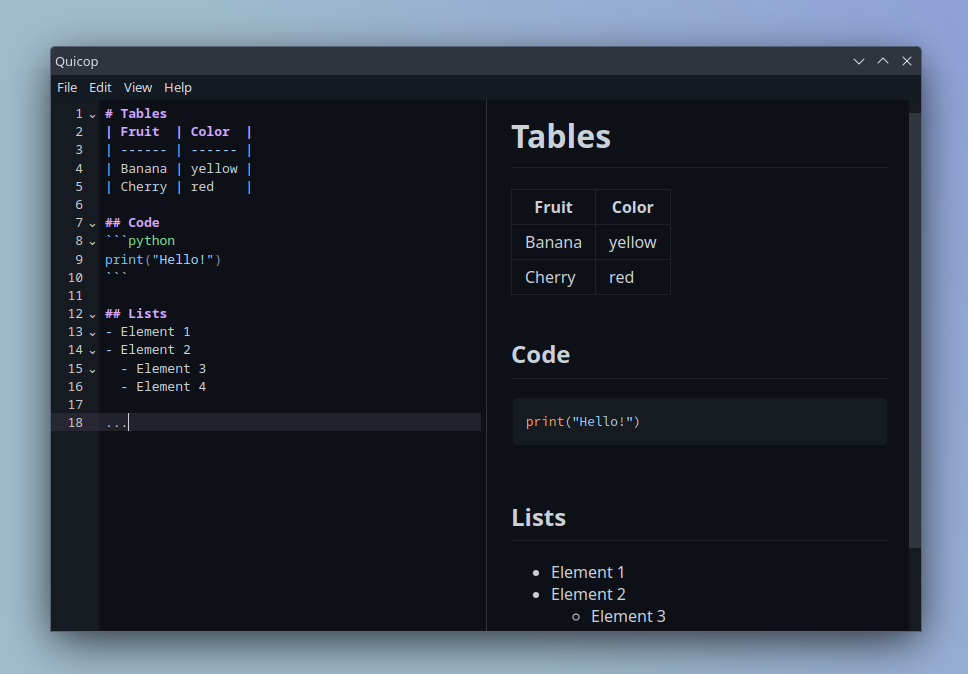 Quicop
File Edit View Help
1 # Tables
2 | Fruit  | Color  |
3 | ------ | ------ |
4 | Banana | yellow |
5 | Cherry | red    |
6
7 ## Code
8 ```python
9 print("Hello!")
10 ```
11
12 ## Lists
13 - Element 1
14 - Element 2
15   - Element 3
16   - Element 4
17
18 ...
Tables
Fruit Color
Banana yellow
Cherry red
Code
print("Hello!")
Lists
• Element 1
• Element 2
○ Element 3